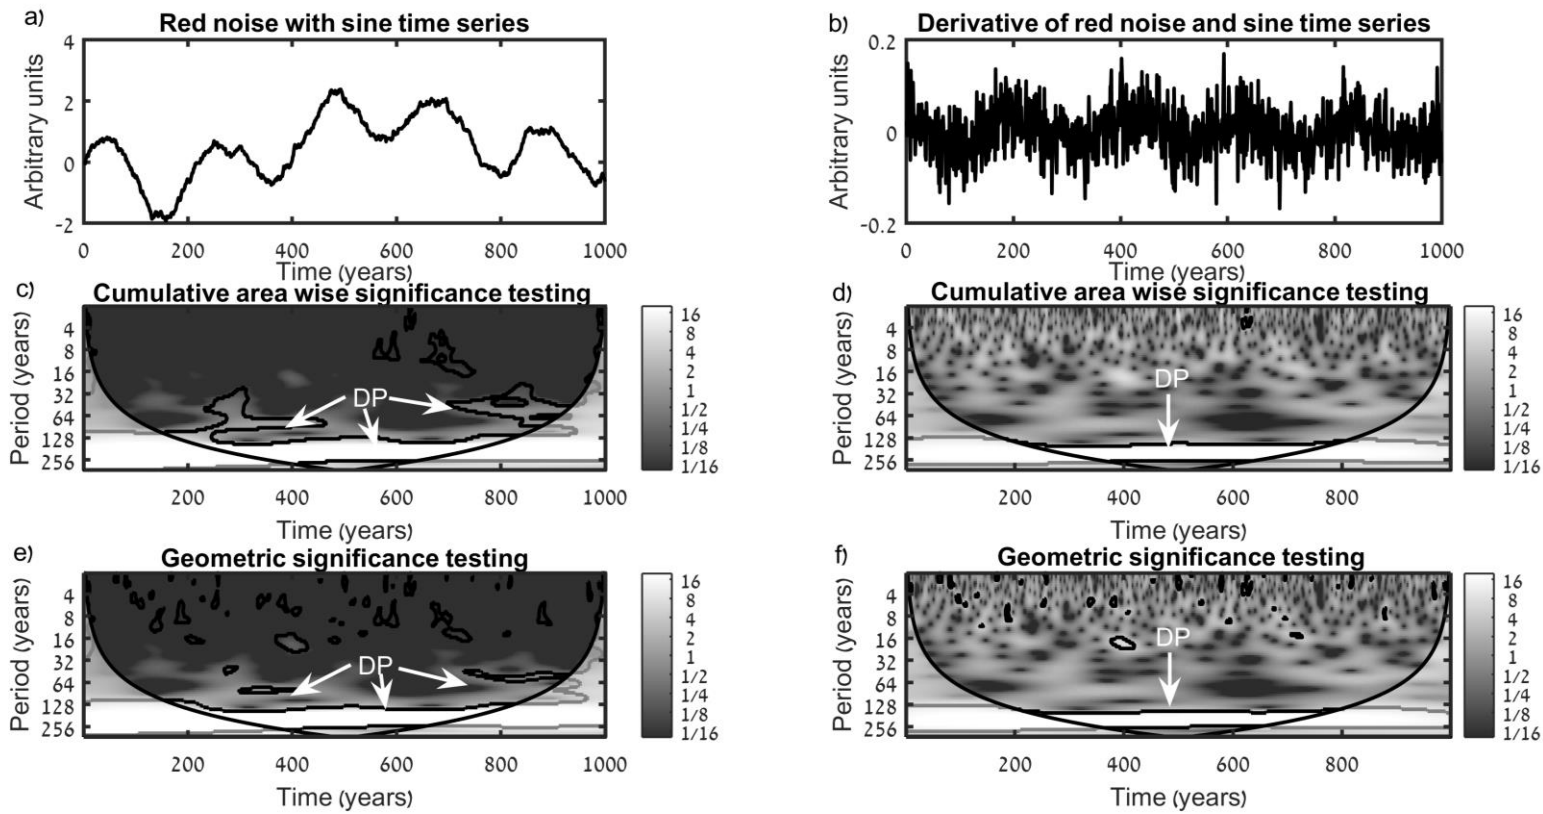 a) Red noise with sine time series
Arbitrary units
4
2
0
-2
0 200 400 600 800 1000
Time (years)
b) Derivative of red noise and sine time series
Arbitrary units
0.2
0
-0.2
0 200 400 600 800 1000
Time (years)
c) Cumulative area wise significance testing
Period (years)
4
8
16
32
64
128
256
DP
200 400 600 800 1000
Time (years)
16
8
4
2
1
1/2
1/4
1/8
1/16
d) Cumulative area wise significance testing
Period (years)
4
8
16
32
64
128
256
DP
200 400 600 800
Time (years)
16
8
4
2
1
1/2
1/4
1/8
1/16
e) Geometric significance testing
Period (years)
4
8
16
32
64
128
256
DP
200 400 600 800 1000
Time (years)
16
8
4
2
1
1/2
1/4
1/8
1/16
f) Geometric significance testing
Period (years)
4
8
16
32
64
128
256
DP
200 400 600 800
Time (years)
16
8
4
2
1
1/2
1/4
1/8
1/16